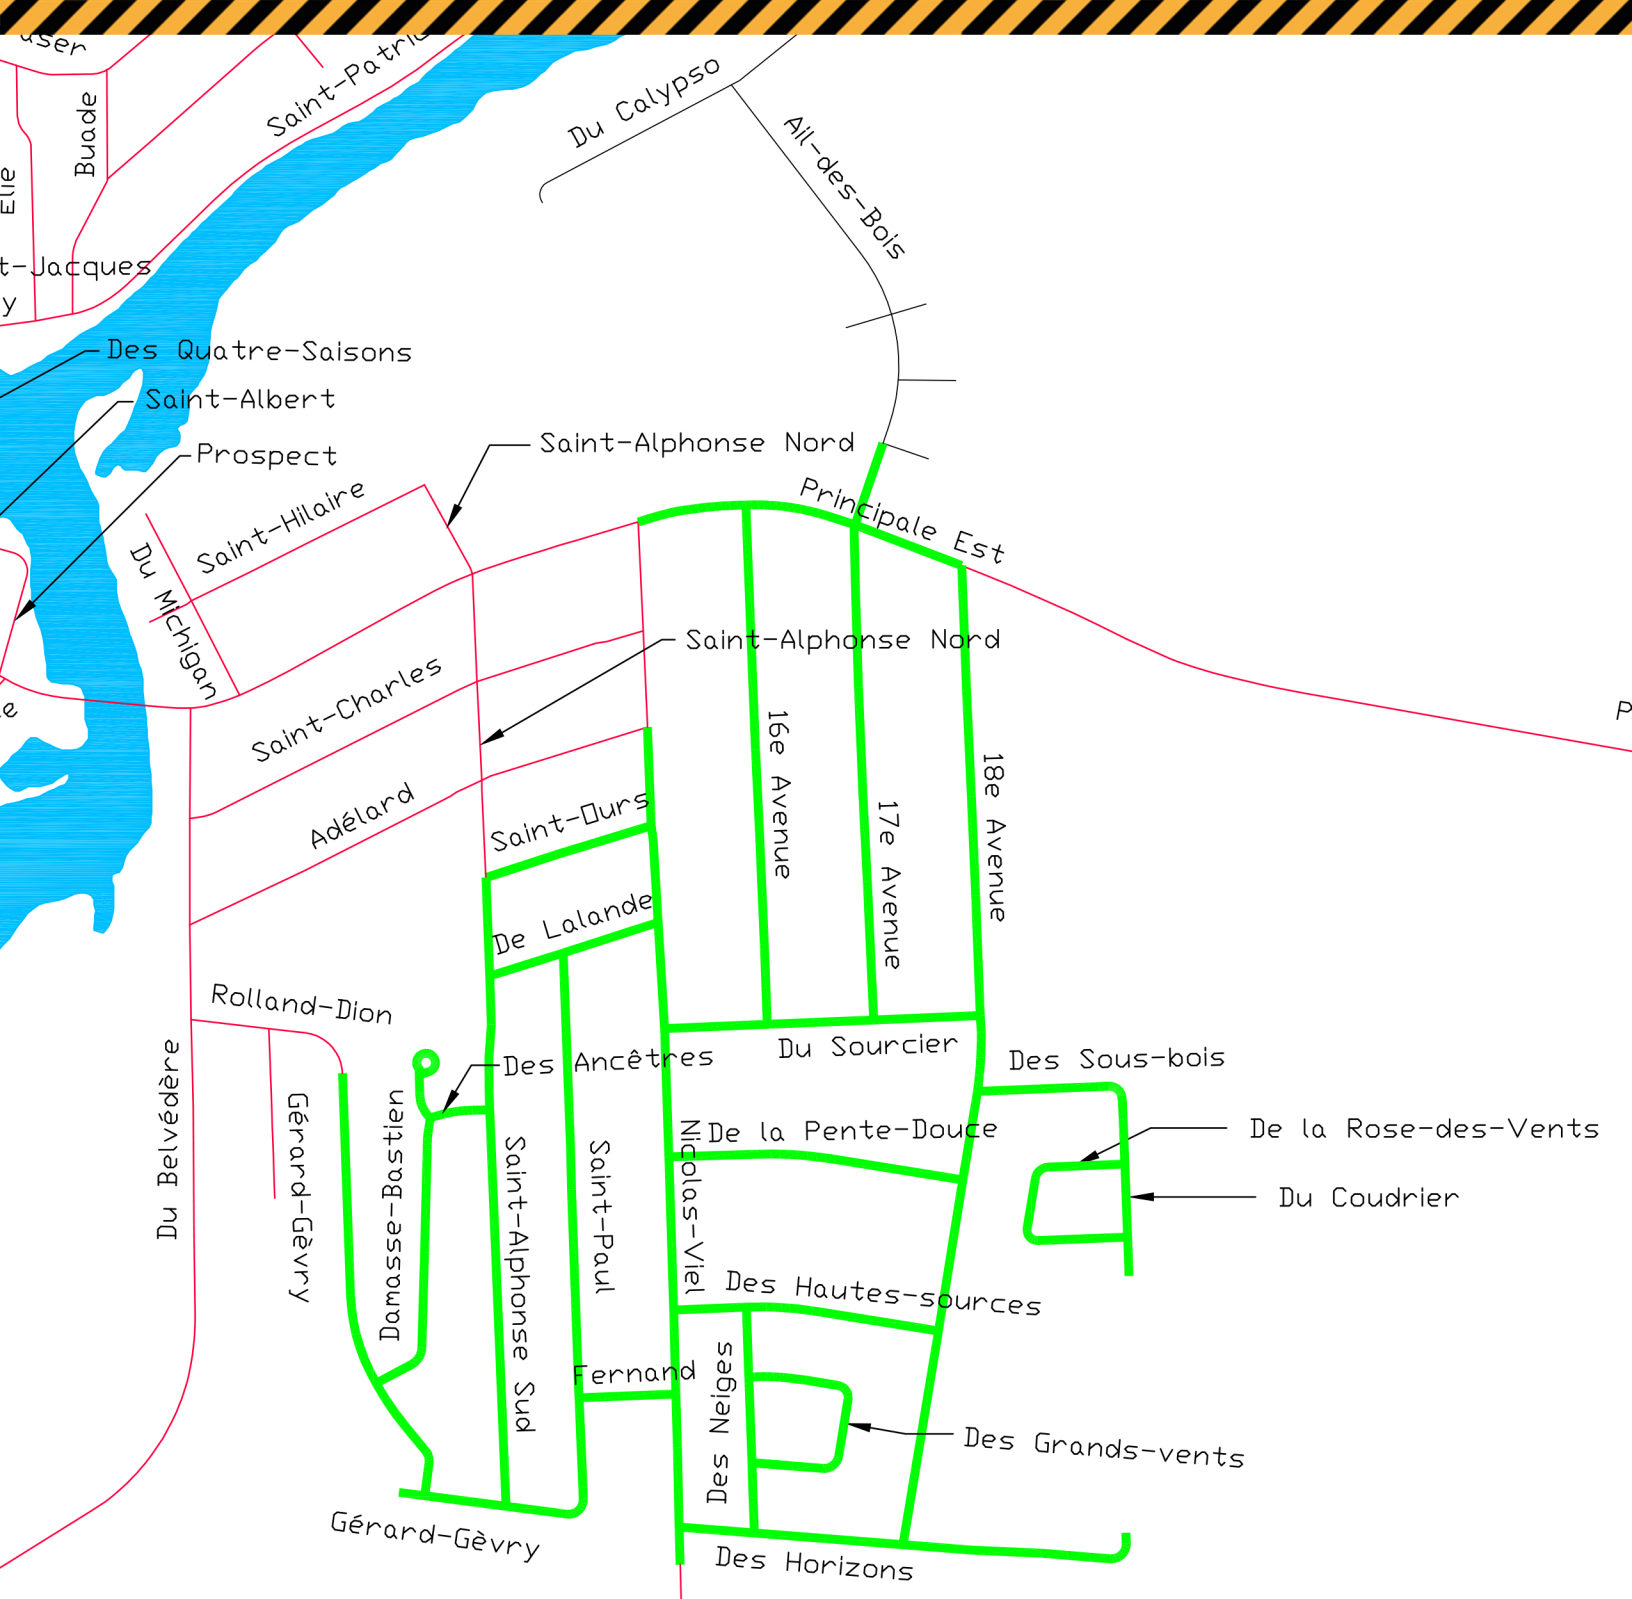 Saint-Patric
Du Calypso
Buade
Ail-des-Bois
Elie
t-Jacques
y
Des Quatre-Saisons
Saint-Albert
Saint-Alphonse Nord
Prospect
Saint-Hilaire
Principale Est
Du Michigan
Saint-Alphonse Nord
Saint-Charles
e
P
16e Avenue
18e Avenue
Adélard
Saint-Ours
17e Avenue
De Lalande
Rolland-Dion
Du Sourcier
Des Ancêtres
Des Sous-bois
Du Belvédère
Gérard-Gèvry
Damasse-Bastien
Saint-Alphonse Sud
Saint-Paul
Nicolas-Viel
De la Pente-Douce
De la Rose-des-Vents
Du Coudrier
Des Hautes-sources
Fernand
Des Neiges
Des Grands-vents
Gérard-Gèvry
Des Horizons